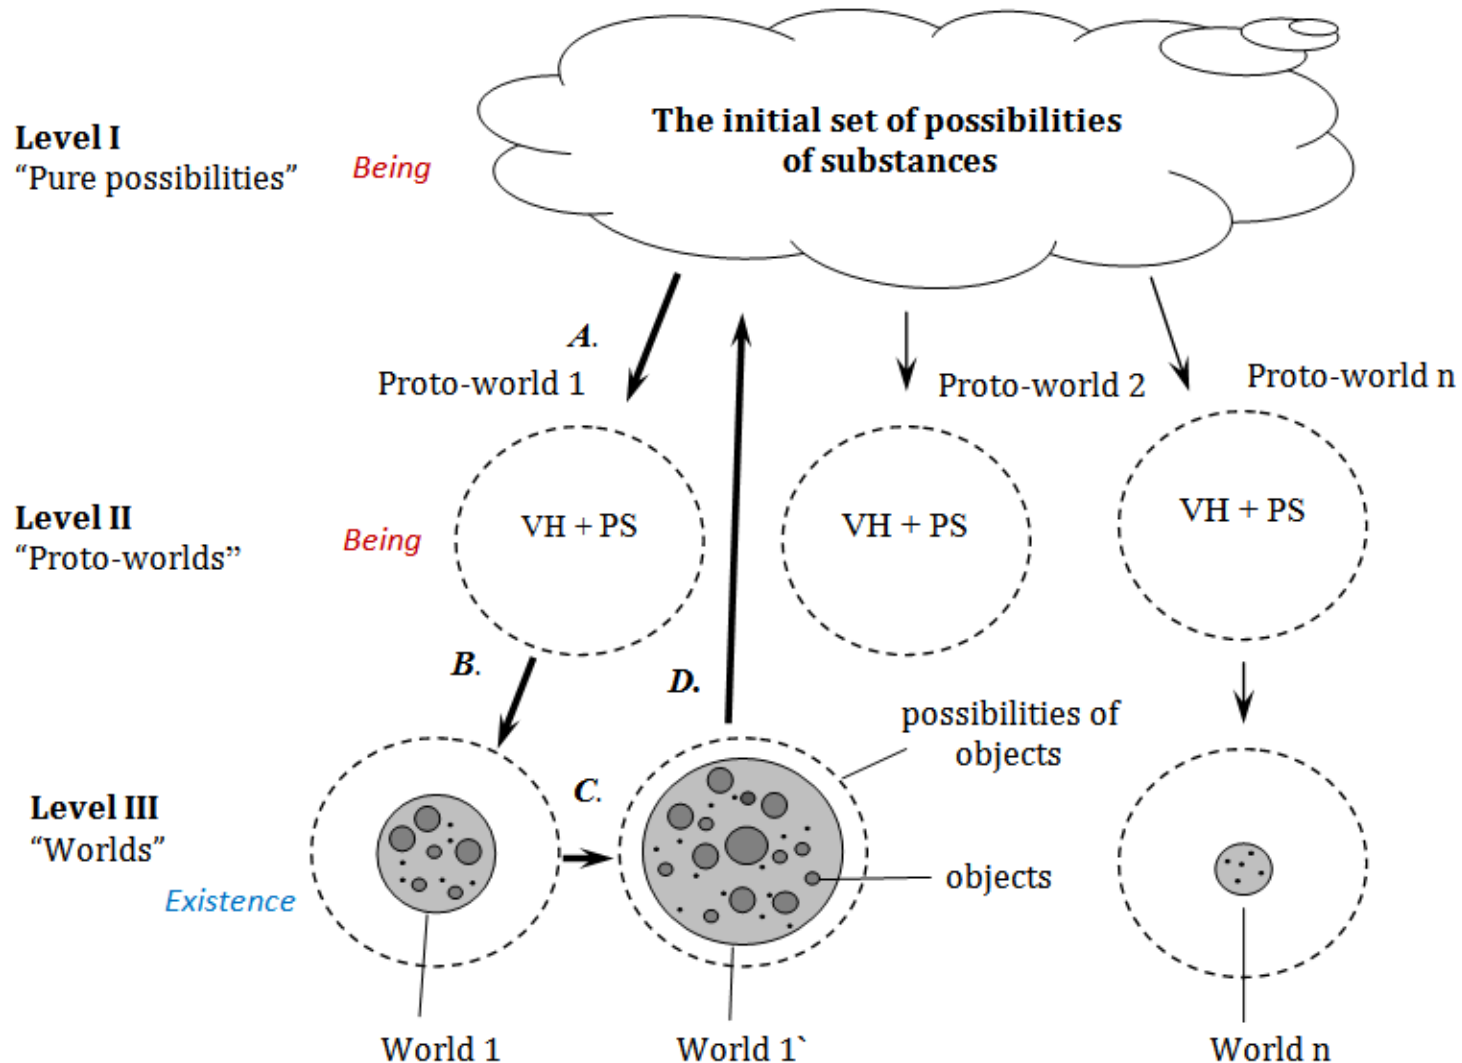 The initial set of possibilities
of substances
Level I
“Pure possibilities”
Being
A.
Proto-world 1
Proto-world 2
Proto-world n
Level II
“Proto-worlds”
Being
VH + PS
VH + PS
VH + PS
B.
D.
possibilities of
objects
C.
Level III
“Worlds”
Existence
objects
World 1
World 1`
World n